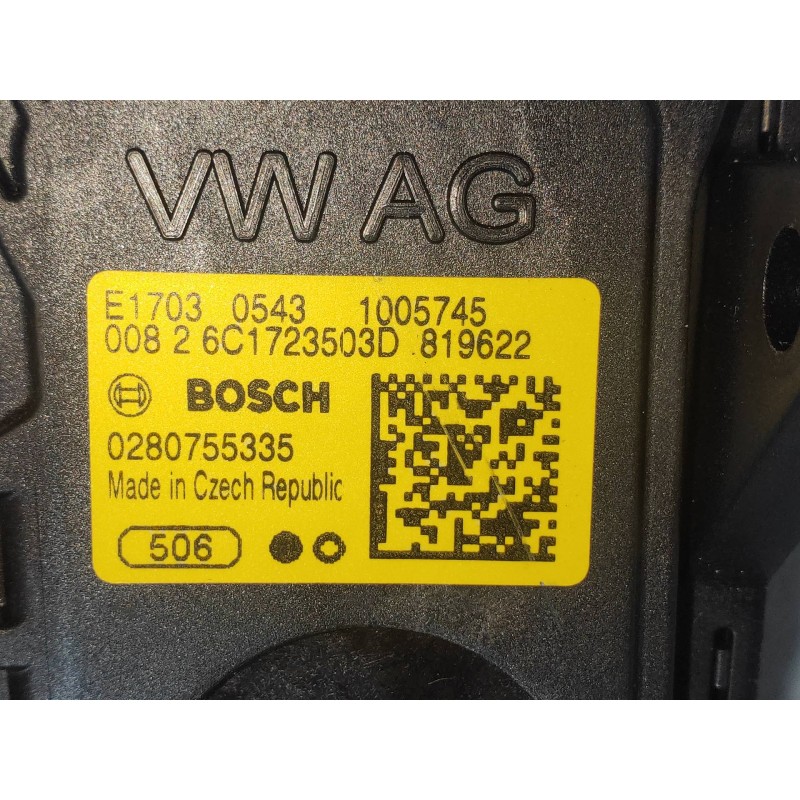 VW AG
E1703 0543 1005745
008 2 6C1723503D 819622
BOSCH
0280755335
Made in Czech Republic
506